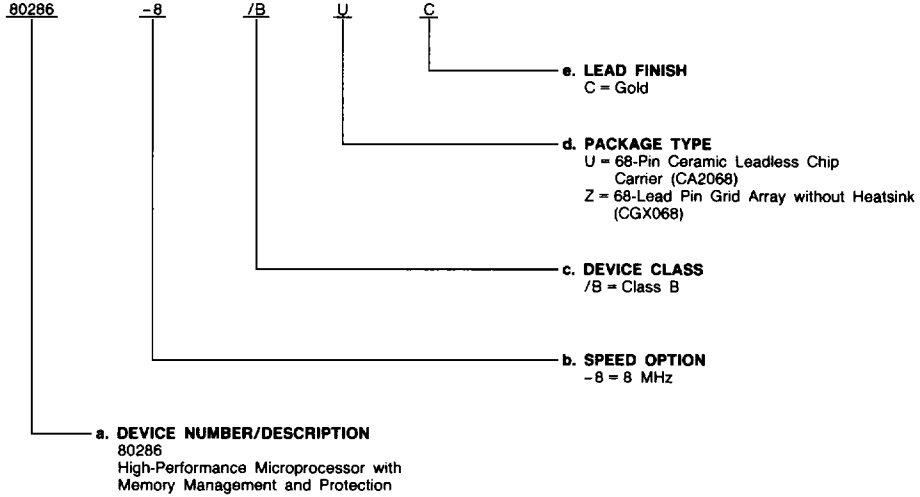 80286 -8 /B U C
e. LEAD FINISH
C = Gold
d. PACKAGE TYPE
U = 68-Pin Ceramic Leadless Chip
Carrier (CA2068)
Z = 68-Lead Pin Grid Array without Heatsink
(CGX068)
c. DEVICE CLASS
/B = Class B
b. SPEED OPTION
-8 = 8 MHz
a. DEVICE NUMBER/DESCRIPTION
80286
High-Performance Microprocessor with
Memory Management and Protection